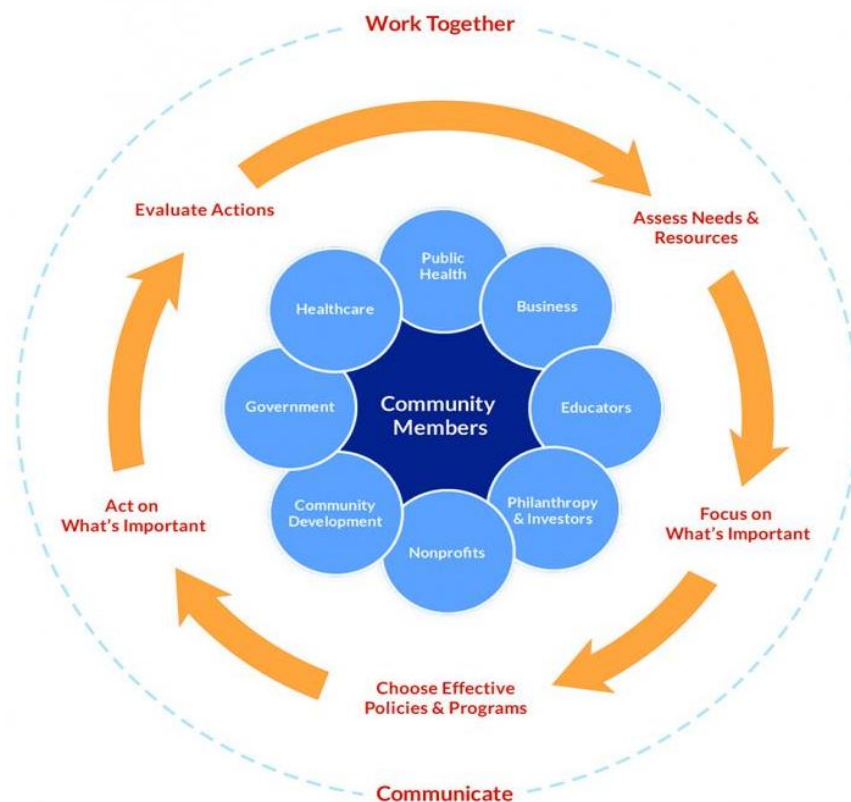 Work Together
Evaluate Actions
Assess Needs &
Resources
Public
Health
Healthcare
Business
Government
Community
Members
Educators
Community
Development
Philanthropy
& Investors
Nonprofits
Act on
What's Important
Focus on
What's Important
Choose Effective
Policies & Programs
Communicate